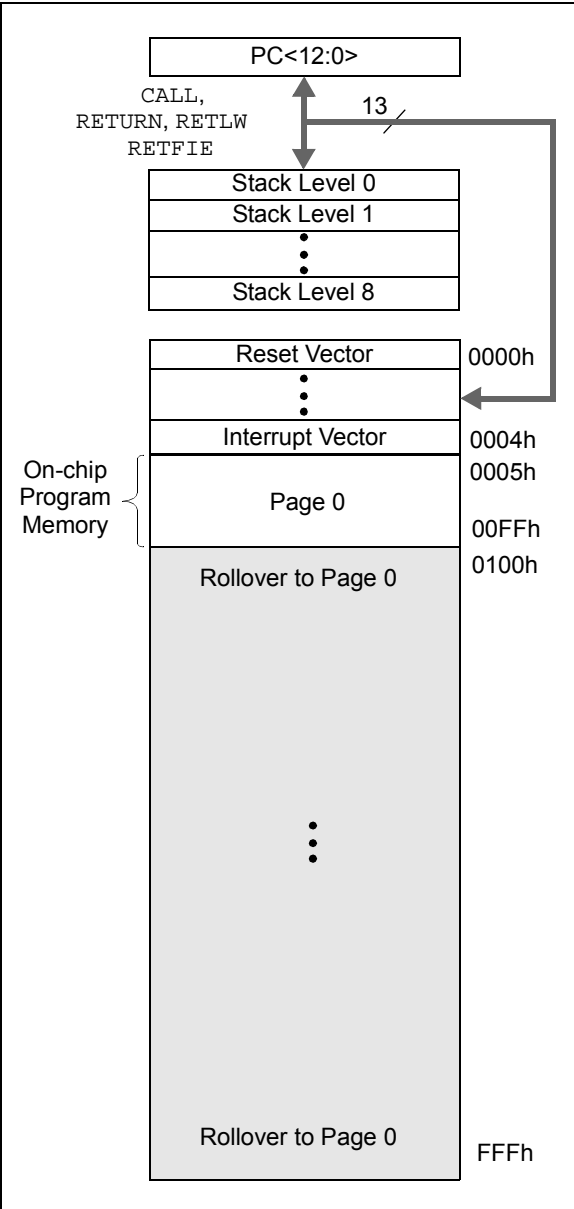 PC<12:0>
CALL,
RETURN, RETLW
RETFIE
13
Stack Level 0
Stack Level 1
Stack Level 8
Reset Vector
0000h
Interrupt Vector
0004h
On-chip
Program
Memory
0005h
Page 0
00FFh
0100h
Rollover to Page 0
Rollover to Page 0
FFFh